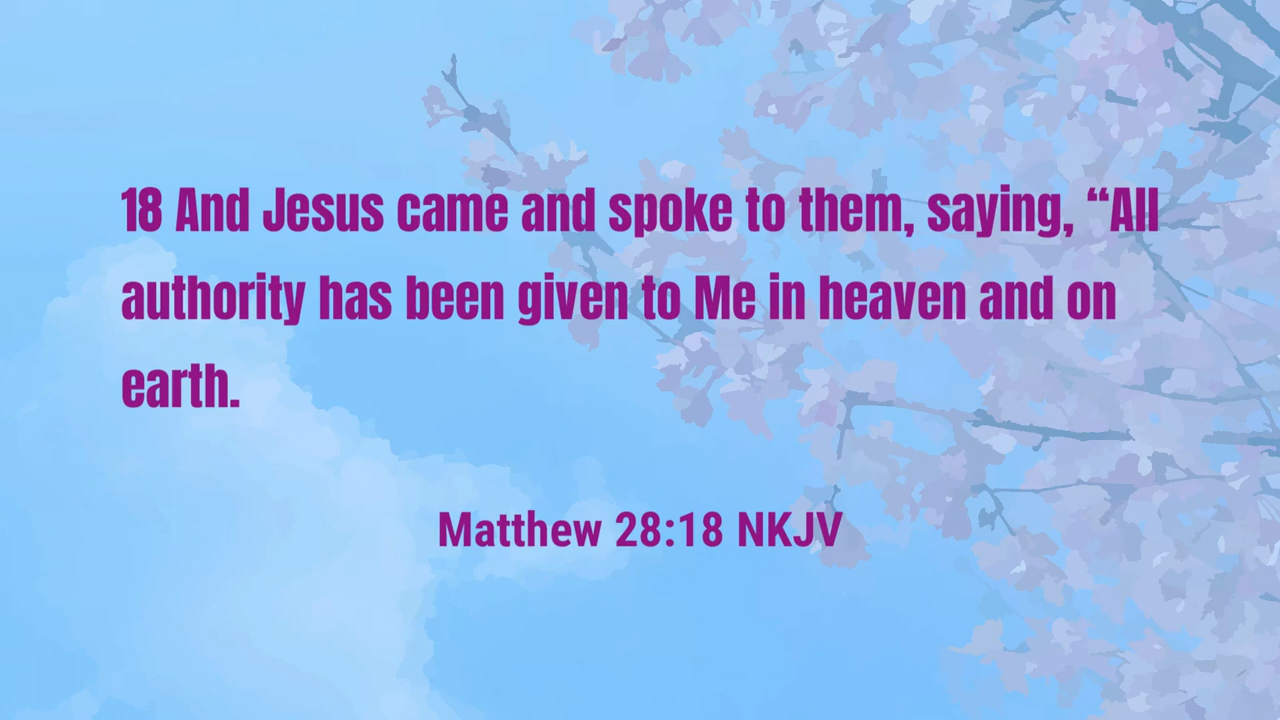 18 And Jesus came and spoke to them, saying, “All
authority has been given to Me in heaven and on
earth.
Matthew 28:18 NKJV